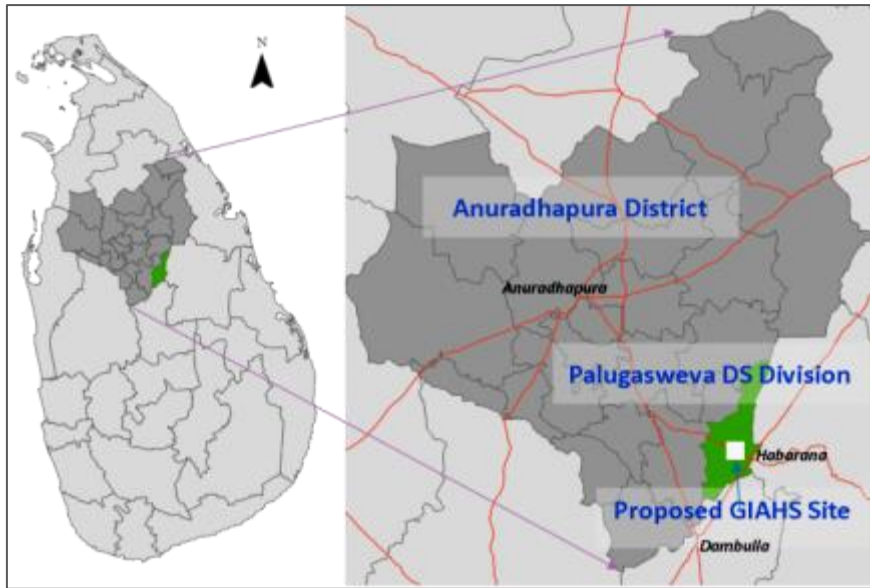 N
Anuradhapura District
Anuradhapura
Palugasweva DS Division
Habarana
Proposed GIAHS Site
Dambulla